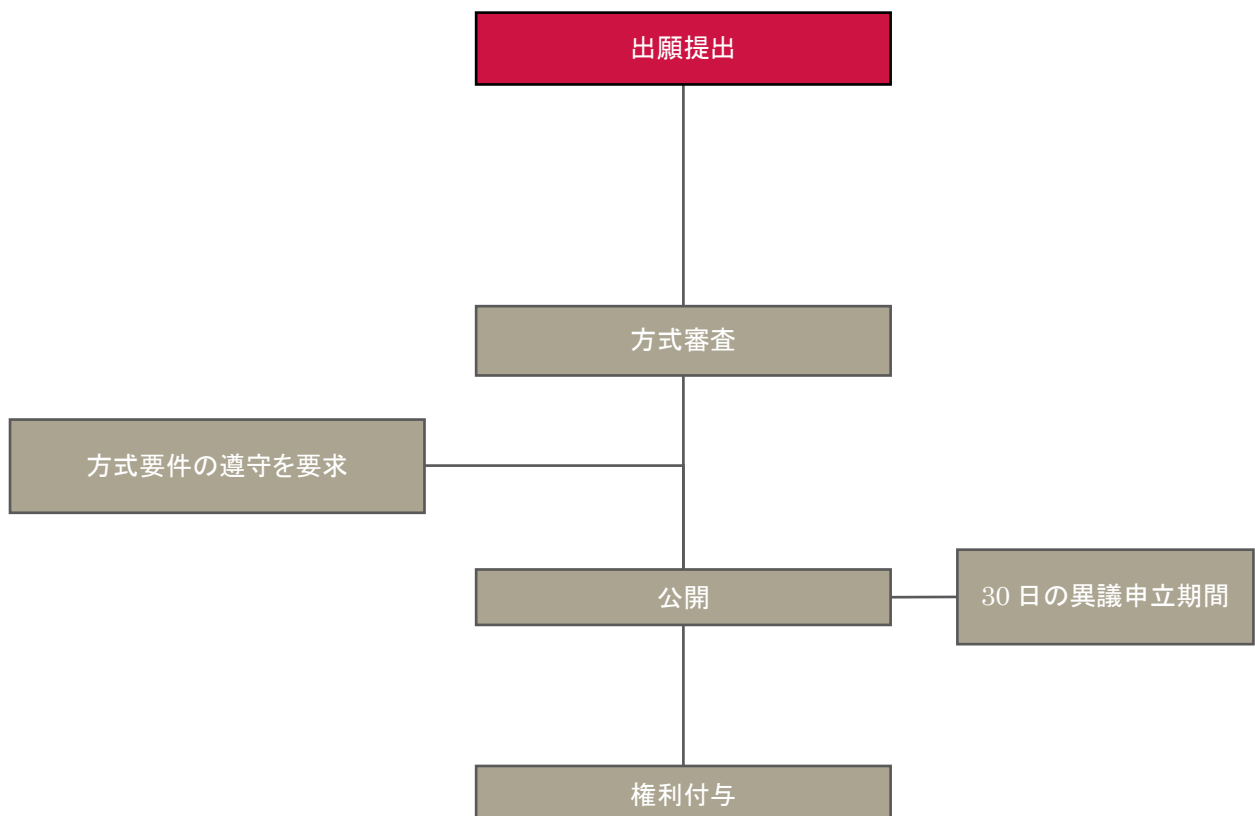 出願提出
方式審査
方式要件の遵守を要求
公開
30 日の異議申立期間
権利付与